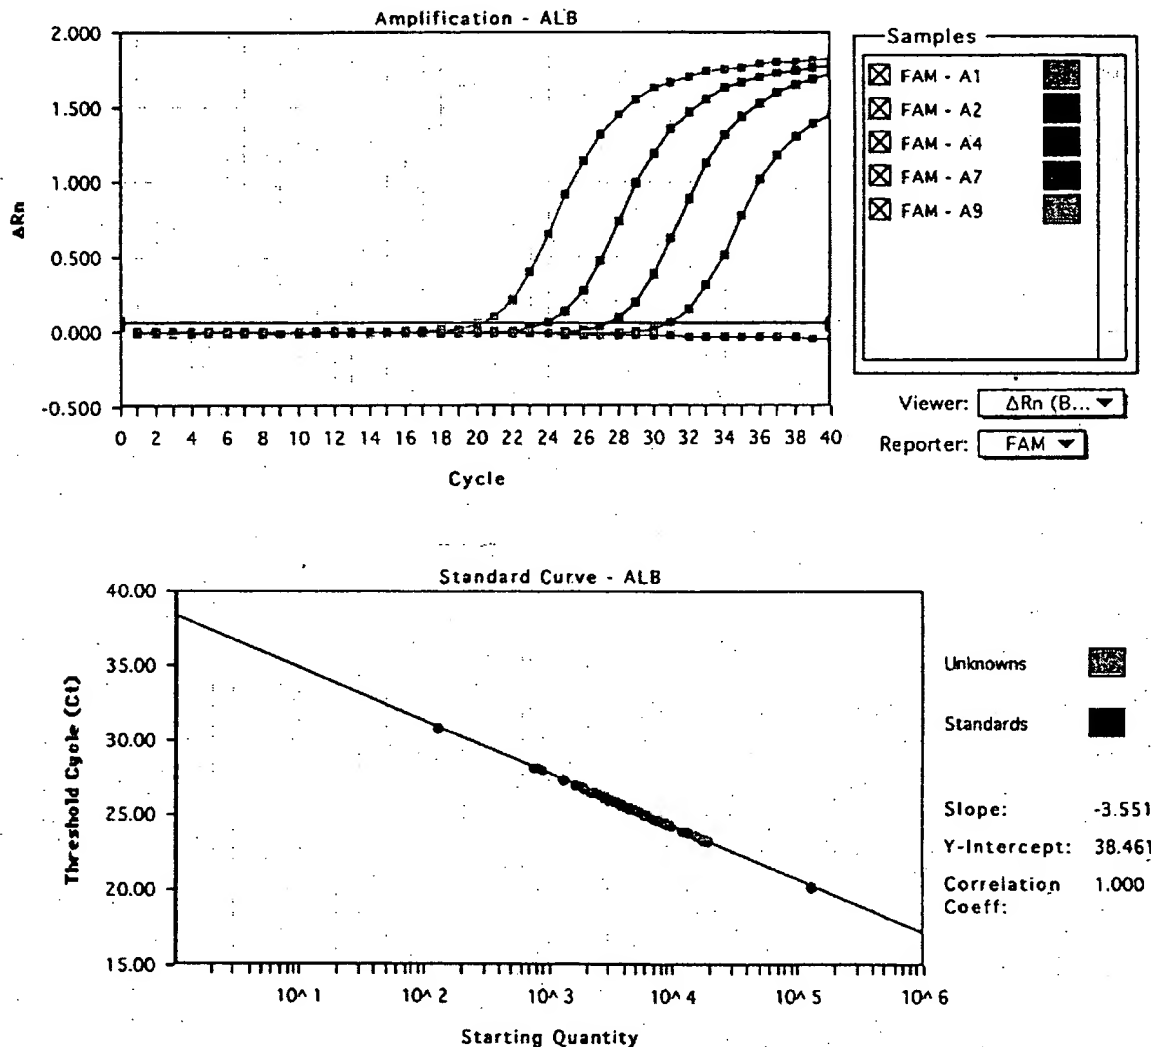 Amplification - ALB
2.000
1.500
1.000
0.500
0.000
-0.500
ΔRn
0 2 4 6 8 10 12 14 16 18 20 22 24 26 28 30 32 34 36 38 40
Cycle
Samples
FAM - A1
FAM - A2
FAM - A4
FAM - A7
FAM - A9
Viewer: ΔRn (B... ▼
Reporter: FAM ▼
Standard Curve - ALB
40.00
35.00
30.00
25.00
20.00
15.00
Threshold Cycle (Ct)
10^1 10^2 10^3 10^4 10^5 10^6
Starting Quantity
Unknowns
Standards
Slope: -3.551
Y-Intercept: 38.461
Correlation 1.000
Coeff: